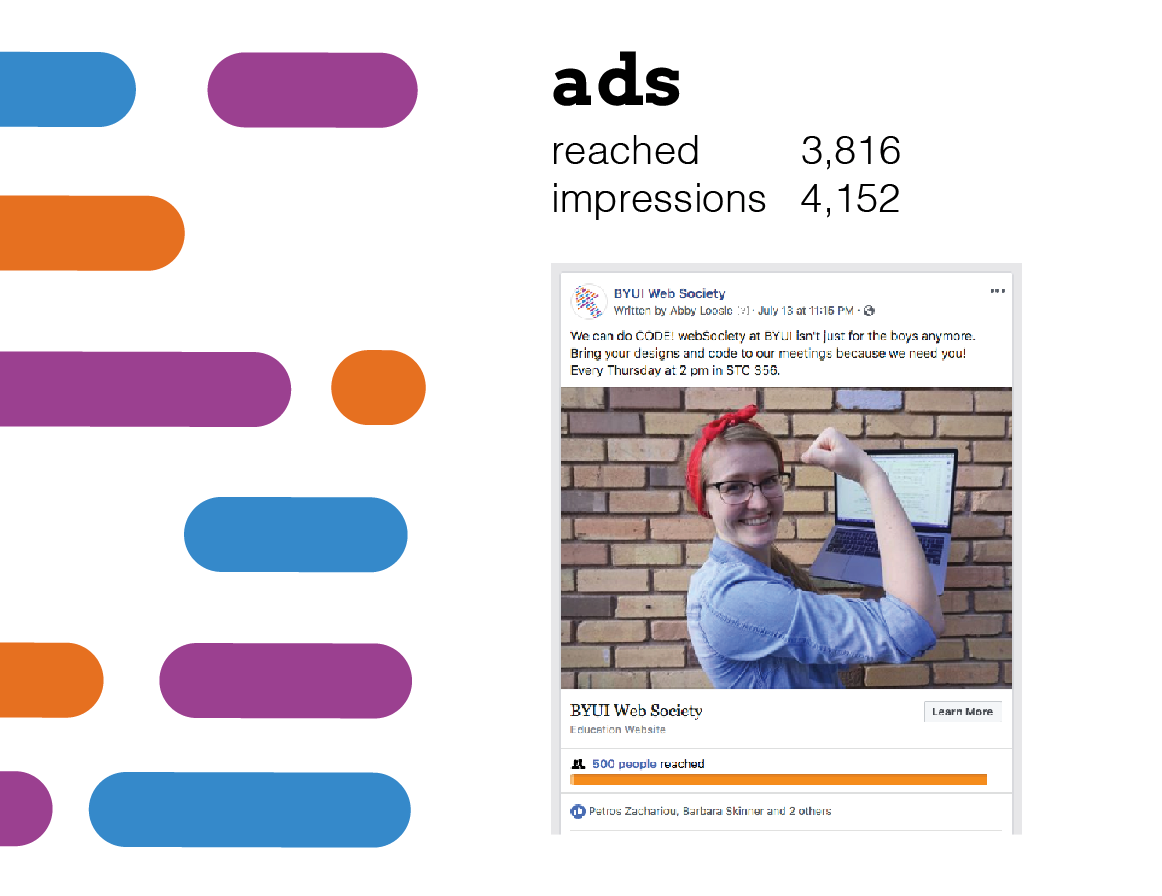 ads
reached 3,816
impressions 4,152
BYUI Web Society
Written by Abby Loosle [?] · July 13 at 11:15 PM ·
We can do CODE! webSociety at BYUI isn't just for the boys anymore.
Bring your designs and code to our meetings because we need you!
Every Thursday at 2 pm in STC 356.
BYUI Web Society
Learn More
Education Website
500 people reached
Petros Zachariou, Barbara Skinner and 2 others